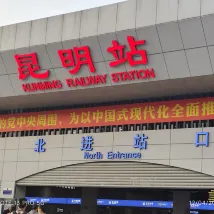 昆明站
KUNMING RAILWAY STATION
党中央周围，为以中国式现代化全面推
北进站口
North Entrance